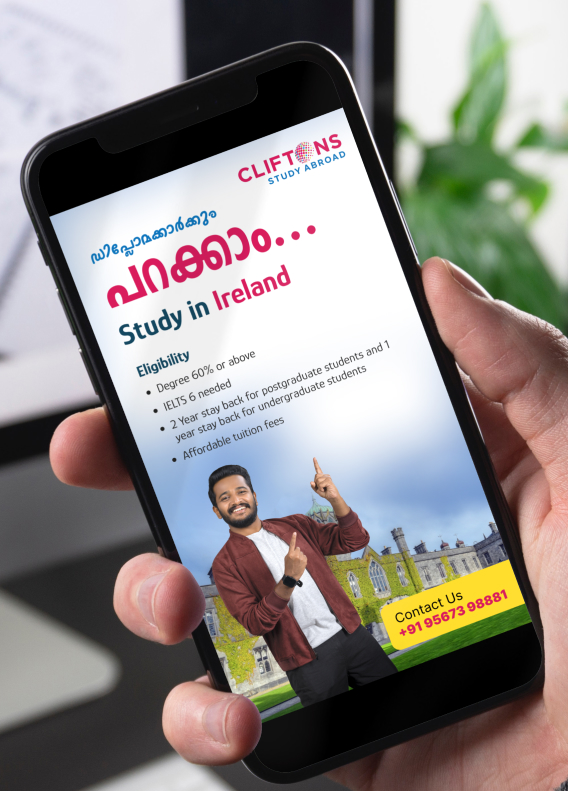 CLIFTONS
STUDY ABROAD
ഡിപ്ലോമക്കാർക്കും
പറക്കാം...
Study in Ireland
Eligibility
• Degree 60% or above
• IELTS 6 needed
• 2 Year stay back for postgraduate students and 1
year stay back for undergraduate students
• Affordable tuition fees
Contact Us
+91 95673 98881